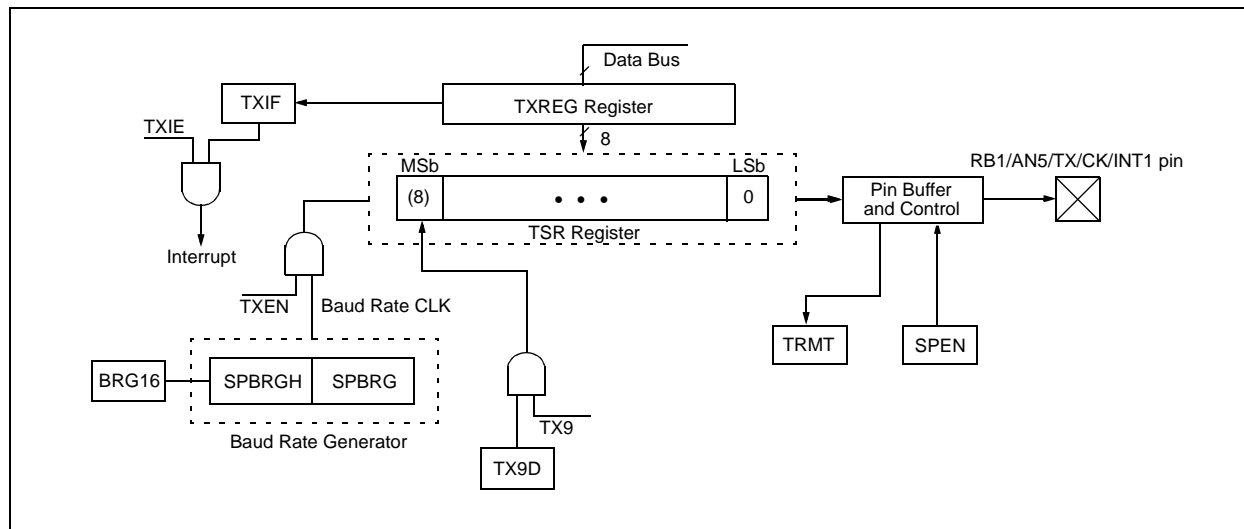 Data Bus
TXIF
TXREG Register
TXIE
8
MSb
LSb
RB1/AN5/TX/CK/INT1 pin
(8)
• • •
0
Pin Buffer
and Control
TSR Register
Interrupt
TXEN
Baud Rate CLK
TRMT
SPEN
BRG16
SPBRGH
SPBRG
TX9
Baud Rate Generator
TX9D